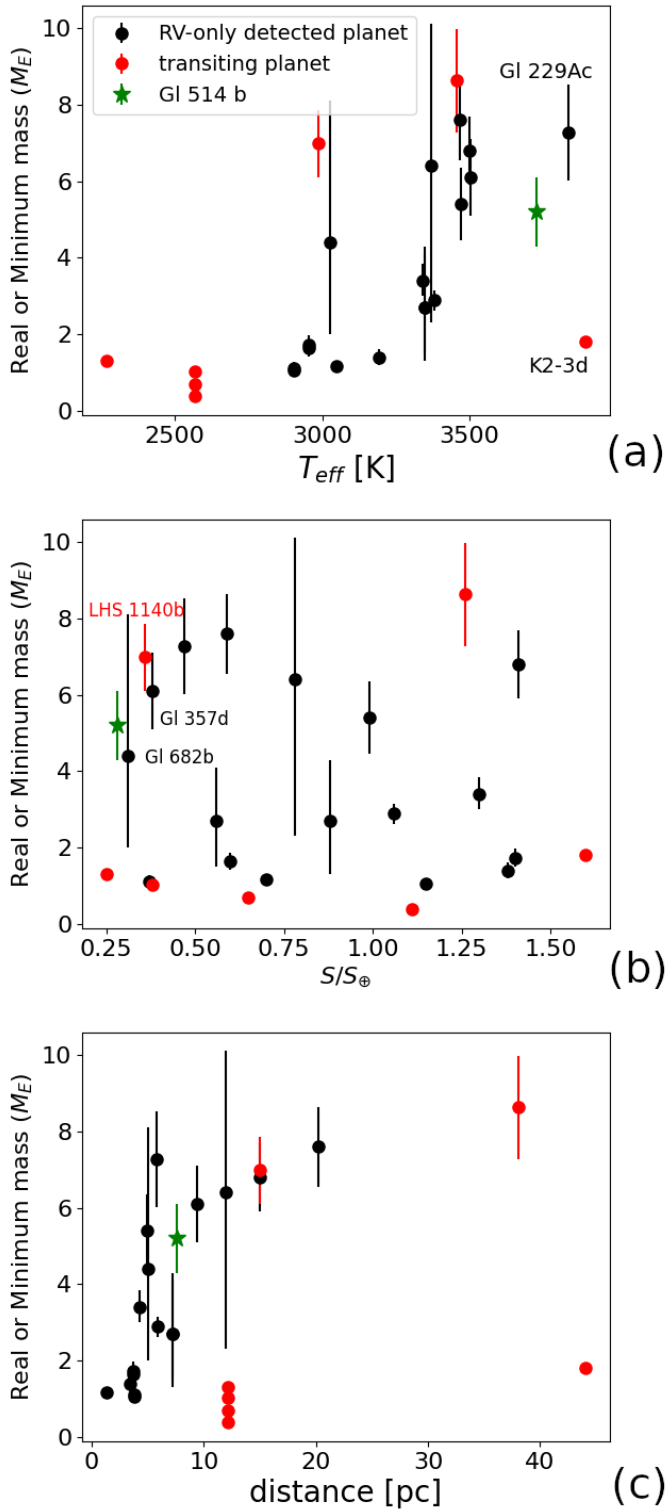 10
8
6
4
2
0
Real or Minimum mass (M_E)
RV-only detected planet
transiting planet
Gl 514 b
Gl 229Ac
K2-3d
2500 3000 3500
T_eff [K]
(a)
10
8
6
4
2
0
Real or Minimum mass (M_E)
LHS 1140b
Gl 357d
Gl 682b
0.25 0.50 0.75 1.00 1.25 1.50
S/S⊕
(b)
10
8
6
4
2
0
Real or Minimum mass (M_E)
0 10 20 30 40
distance [pc]
(c)